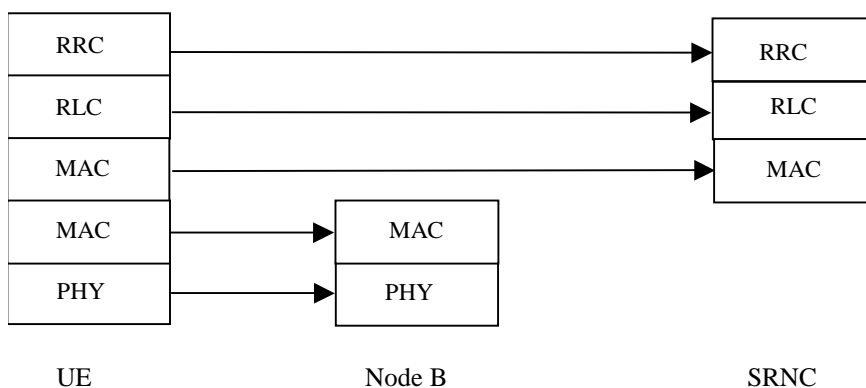 RRC RRC
RLC RLC
MAC MAC
MAC MAC
PHY PHY
UE Node B SRNC